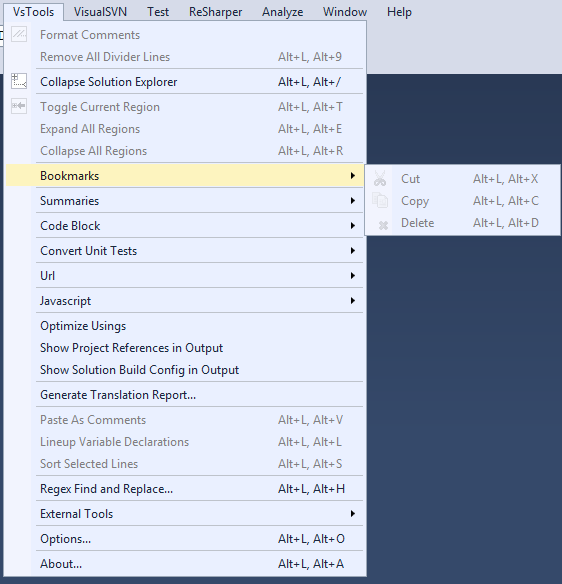 VsTools VisualSVN Test ReSharper Analyze Window Help
Format Comments
Remove All Divider Lines Alt+L, Alt+9
Collapse Solution Explorer Alt+L, Alt+/
Toggle Current Region Alt+L, Alt+T
Expand All Regions Alt+L, Alt+E
Collapse All Regions Alt+L, Alt+R
Bookmarks
Cut Alt+L, Alt+X
Copy Alt+L, Alt+C
Delete Alt+L, Alt+D
Summaries
Code Block
Convert Unit Tests
Url
Javascript
Optimize Usings
Show Project References in Output
Show Solution Build Config in Output
Generate Translation Report...
Paste As Comments Alt+L, Alt+V
Lineup Variable Declarations Alt+L, Alt+L
Sort Selected Lines Alt+L, Alt+S
Regex Find and Replace... Alt+L, Alt+H
External Tools
Options... Alt+L, Alt+O
About... Alt+L, Alt+A